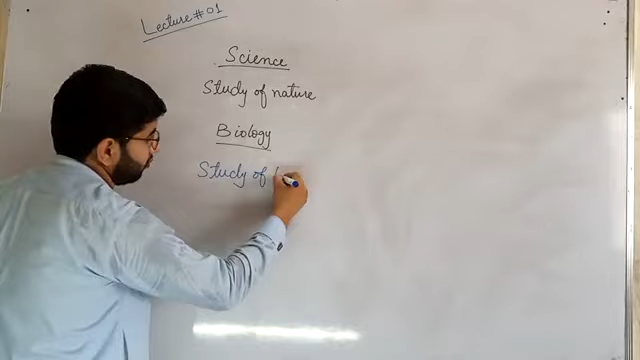 Lecture # 01
Science
Study of nature
Biology
Study of